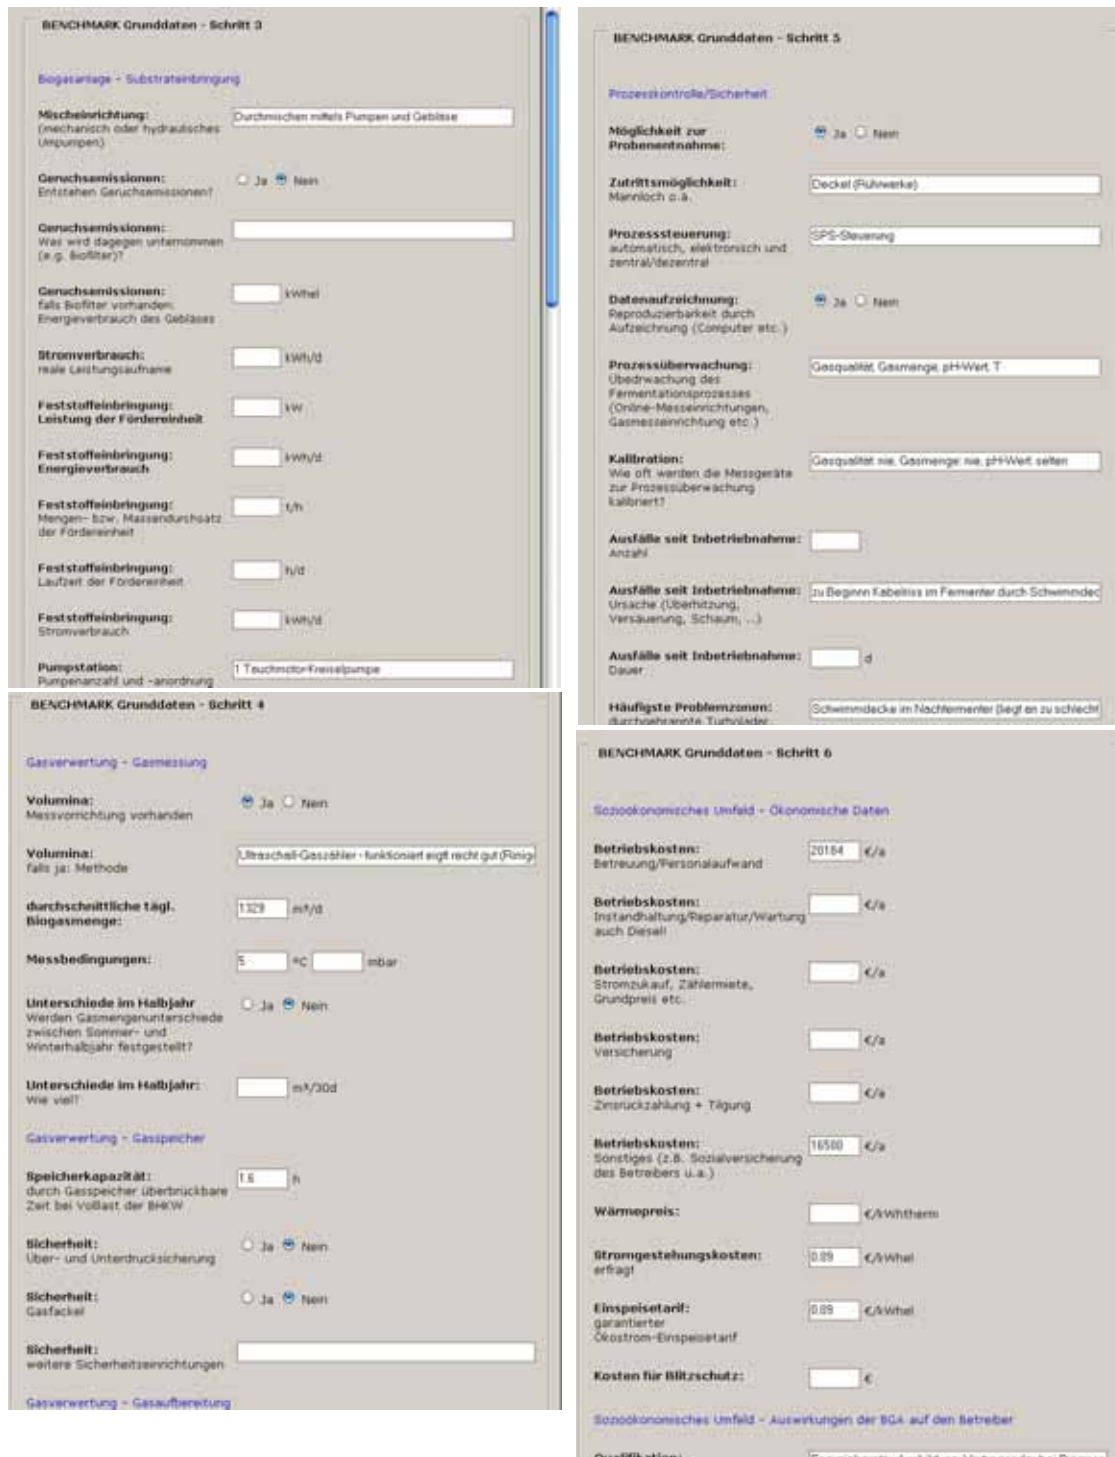 BENCHMARK Grunddaten - Schritt 3
Biogasanlage - Substrateinbringung
Mischeinrichtung:
(mechanisch oder hydraulisches
Umpumpen)
Durchmischen mittels Pumpen und Gebläse
Geruchsemissionen:
Entstehen Geruchsemissionen?
Ja Nein
Geruchsemissionen:
Was wird dagegen unternommen
(e.g. Biofilter)?
Geruchsemissionen:
falls Biofilter vorhanden:
Energieverbrauch des Gebläses
kWhel
Stromverbrauch:
reale Leistungsaufname
kWh/d
Feststoffeinbringung:
Leistung der Fördereinheit
kW
Feststoffeinbringung:
Energieverbrauch
kWh/d
Feststoffeinbringung:
Mengen- bzw. Massendurchsatz
der Fördereinheit
t/h
Feststoffeinbringung:
Laufzeit der Fördereinheit
h/d
Feststoffeinbringung:
Stromverbrauch
kWh/d
Pumpstation:
Pumpenanzahl und -anordnung
1 Tauchmotor-Kreiselpumpe
BENCHMARK Grunddaten - Schritt 4
Gasverwertung - Gasmessung
Volumina:
Messvorrichtung vorhanden
Ja Nein
Volumina:
falls ja: Methode
Ultraschall-Gaszähler - funktioniert eigtl recht gut
durchschnittliche tägl.
Biogasmenge:
1329 m³/d
Messbedingungen:
5 °C mbar
Unterschiede im Halbjahr
Werden Gasmengenunterschiede
zwischen Sommer- und
Winterhalbjahr festgestellt?
Ja Nein
Unterschiede im Halbjahr:
Wie viel?
m³/30d
Gasverwertung - Gasspeicher
Speicherkapazität:
durch Gasspeicher überbrückbare
Zeit bei Vollast der BHKW
1.6 h
Sicherheit:
Über- und Unterdrucksicherung
Ja Nein
Sicherheit:
Gasfackel
Ja Nein
Sicherheit:
weitere Sicherheitseinrichtungen
Gasverwertung - Gasaufbereitung
BENCHMARK Grunddaten - Schritt 5
Prozesskontrolle/Sicherheit
Möglichkeit zur
Probenentnahme:
Ja Nein
Zutrittsmöglichkeit:
Mannloch o.ä.
Deckel (Rührwerke)
Prozesssteuerung:
automatisch, elektronisch und
zentral/dezentral
SPS-Steuerung
Datenaufzeichnung:
Reproduzierbarkeit durch
Aufzeichnung (Computer etc.)
Ja Nein
Prozessüberwachung:
Übedrwachung des
Fermentationsprozesses
(Online-Messeinrichtungen,
Gasmesseinrichtung etc.)
Gasqualität, Gasmenge, pH-Wert, T
Kalibration:
Wie oft werden die Messgeräte
zur Prozessüberwachung
kalibriert?
Gasqualität: nie, Gasmenge: nie, pH-Wert: selten
Ausfälle seit Inbetriebnahme:
Anzahl
Ausfälle seit Inbetriebnahme:
Ursache (Überhitzung,
Versauerung, Schaum, ...)
zu Beginn Kabelriss im Fermenter durch Schwimmdec
Ausfälle seit Inbetriebnahme:
Dauer
d
Häufigste Problemzonen:
durchgebrannte Turbolader,
Schwimmdecke im Nachfermenter (liegt an zu schlecht
BENCHMARK Grunddaten - Schritt 6
Sozioökonomisches Umfeld - Ökonomische Daten
Betriebskosten:
Betreuung/Personalaufwand
20184 €/a
Betriebskosten:
Instandhaltung/Reparatur/Wartung
auch Diesel!
€/a
Betriebskosten:
Stromzukauf, Zählermiete,
Grundpreis etc.
€/a
Betriebskosten:
Versicherung
€/a
Betriebskosten:
Zinsrückzahlung + Tilgung
€/a
Betriebskosten:
Sonstiges (z.B. Sozialversicherung
des Betreibers u.a.)
16500 €/a
Wärmepreis:
€/kWhtherm
Stromgestehungskosten:
erfragt
0.09 €/kWhel
Einspeisetarif:
garantierter
Ökostrom-Einspeisetarif
0.09 €/kWhel
Kosten für Blitzschutz:
€
Sozioökonomisches Umfeld - Auswirkungen der BGA auf den Betreiber
Qualifikation: